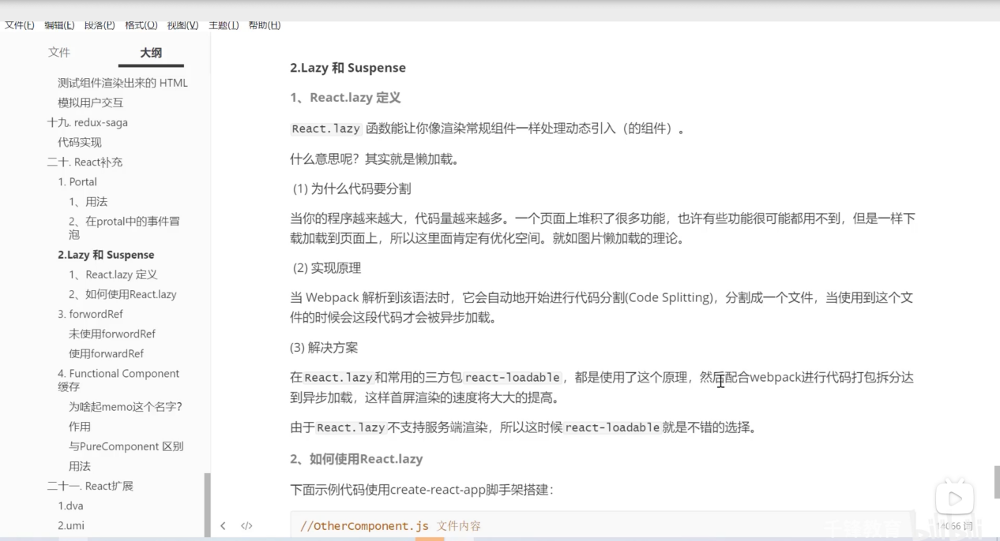 文件(F) 编辑(E) 段落(P) 格式(O) 视图(V) 主题(T) 帮助(H)
文件 大纲
测试组件渲染出来的 HTML
模拟用户交互
十九. redux-saga
代码实现
二十. React补充
1. Portal
1、用法
2、在protal中的事件冒
泡
2.Lazy 和 Suspense
1、React.lazy 定义
2、如何使用React.lazy
3. forwordRef
未使用forwordRef
使用forwardRef
4. Functional Component
缓存
为啥起memo这个名字?
作用
与PureComponent 区别
用法
二十一. React扩展
1.dva
2.umi
2.Lazy 和 Suspense
1、React.lazy 定义
React.lazy 函数能让你像渲染常规组件一样处理动态引入（的组件）。
什么意思呢？其实就是懒加载。
(1) 为什么代码要分割
当你的程序越来越大，代码量越来越多。一个页面上堆积了很多功能，也许有些功能很可能都用不到，但是一样下
载加载到页面上，所以这里面肯定有优化空间。就如图片懒加载的理论。
(2) 实现原理
当 Webpack 解析到该语法时，它会自动地开始进行代码分割(Code Splitting)，分割成一个文件，当使用到这个文
件的时候会这段代码才会被异步加载。
(3) 解决方案
在React.lazy和常用的三方包react-loadable，都是使用了这个原理，然后配合webpack进行代码打包拆分达
到异步加载，这样首屏渲染的速度将大大的提高。
由于React.lazy不支持服务端渲染，所以这时候react-loadable就是不错的选择。
2、如何使用React.lazy
下面示例代码使用create-react-app脚手架搭建：
//OtherComponent.js 文件内容
千锋教育 bilibili
14066 词